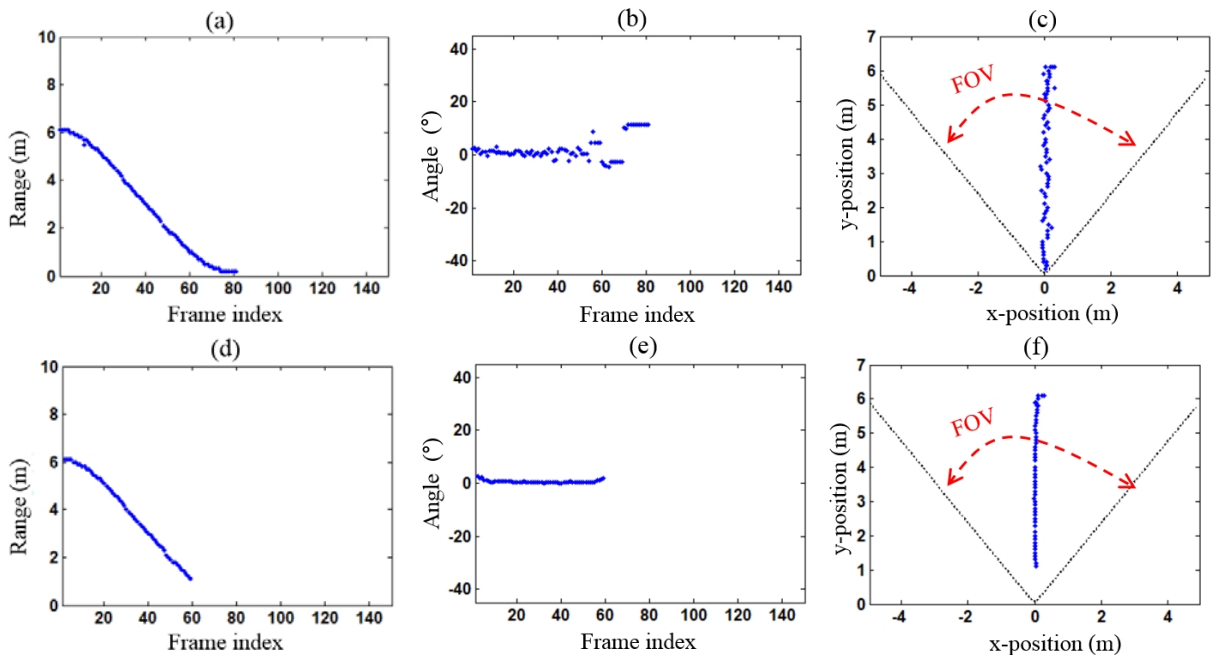 (a)
10
8
6
4
2
0
20 40 60 80 100 120 140
Range (m)
Frame index
(b)
40
20
0
-20
-40
20 40 60 80 100 120 140
Angle (°)
Frame index
(c)
7
6
5
4
3
2
1
0
-4 -2 0 2 4
y-position (m)
x-position (m)
FOV
(d)
10
8
6
4
2
0
20 40 60 80 100 120 140
Range (m)
Frame index
(e)
40
20
0
-20
-40
20 40 60 80 100 120 140
Angle (°)
Frame index
(f)
7
6
5
4
3
2
1
0
-4 -2 0 2 4
y-position (m)
x-position (m)
FOV